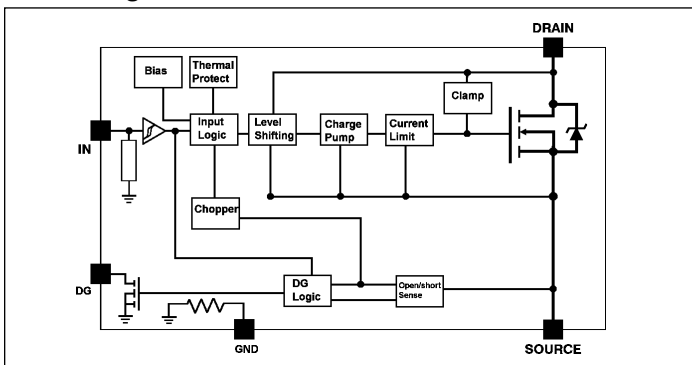 DRAIN
Bias
Thermal
Protect
Clamp
Input
Logic
Level
Shifting
Charge
Pump
Current
Limit
IN
Chopper
DG
DG
Logic
Open/short
Sense
GND
SOURCE